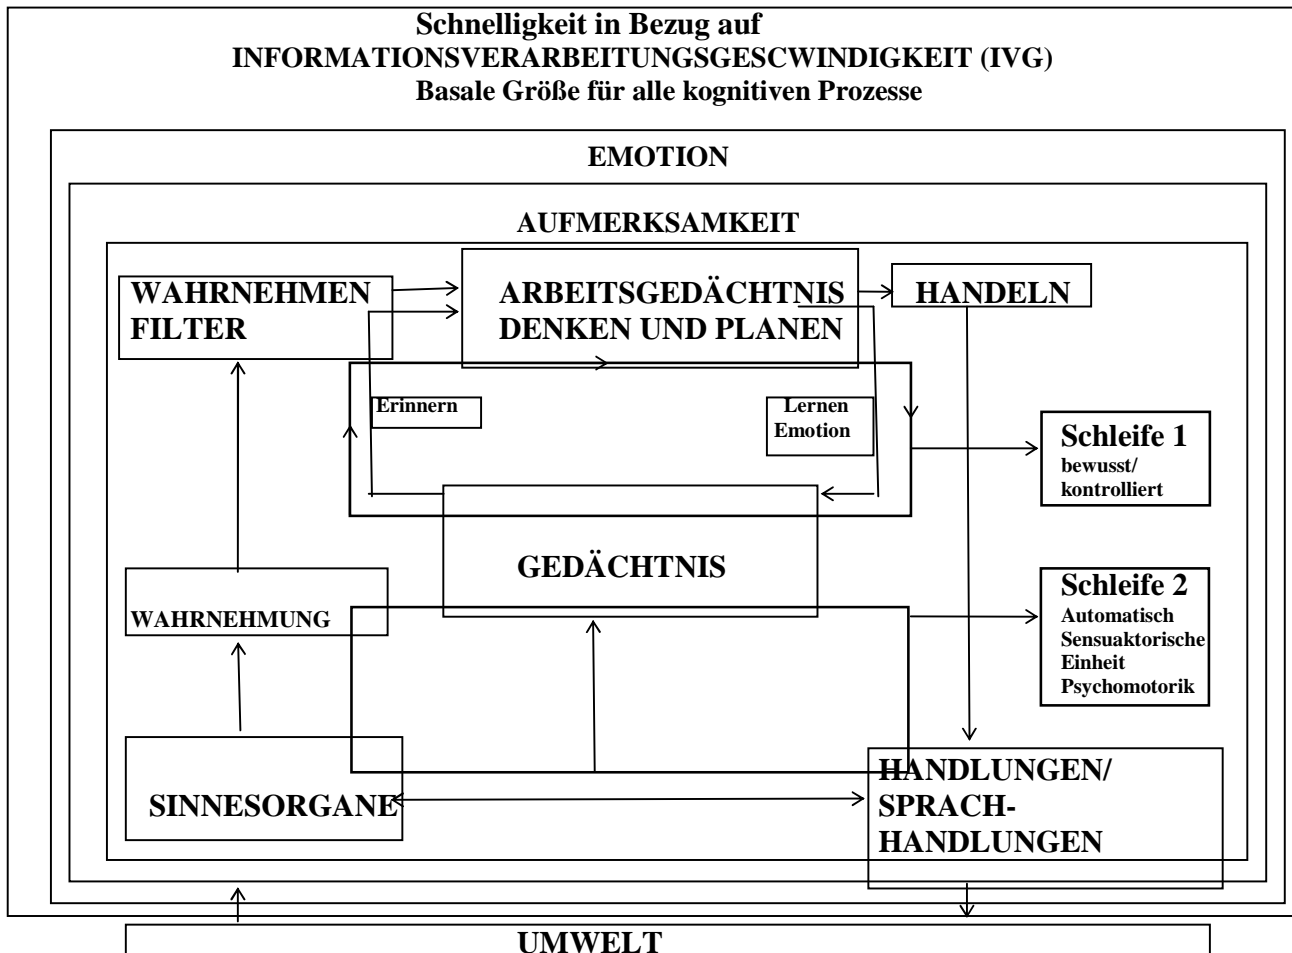 Schnelligkeit in Bezug auf
INFORMATIONSVERARBEITUNGSGESCWINDIGKEIT (IVG)
Basale Größe für alle kognitiven Prozesse
EMOTION
AUFMERKSAMKEIT
WAHRNEHMEN
FILTER
ARBEITSGEDÄCHTNIS
DENKEN UND PLANEN
HANDELN
Erinnern
Lernen
Emotion
Schleife 1
bewusst/
kontrolliert
GEDÄCHTNIS
WAHRNEHMUNG
Schleife 2
Automatisch
Sensuaktorische
Einheit
Psychomotorik
SINNESORGANE
HANDLUNGEN/
SPRACH-
HANDLUNGEN
UMWELT